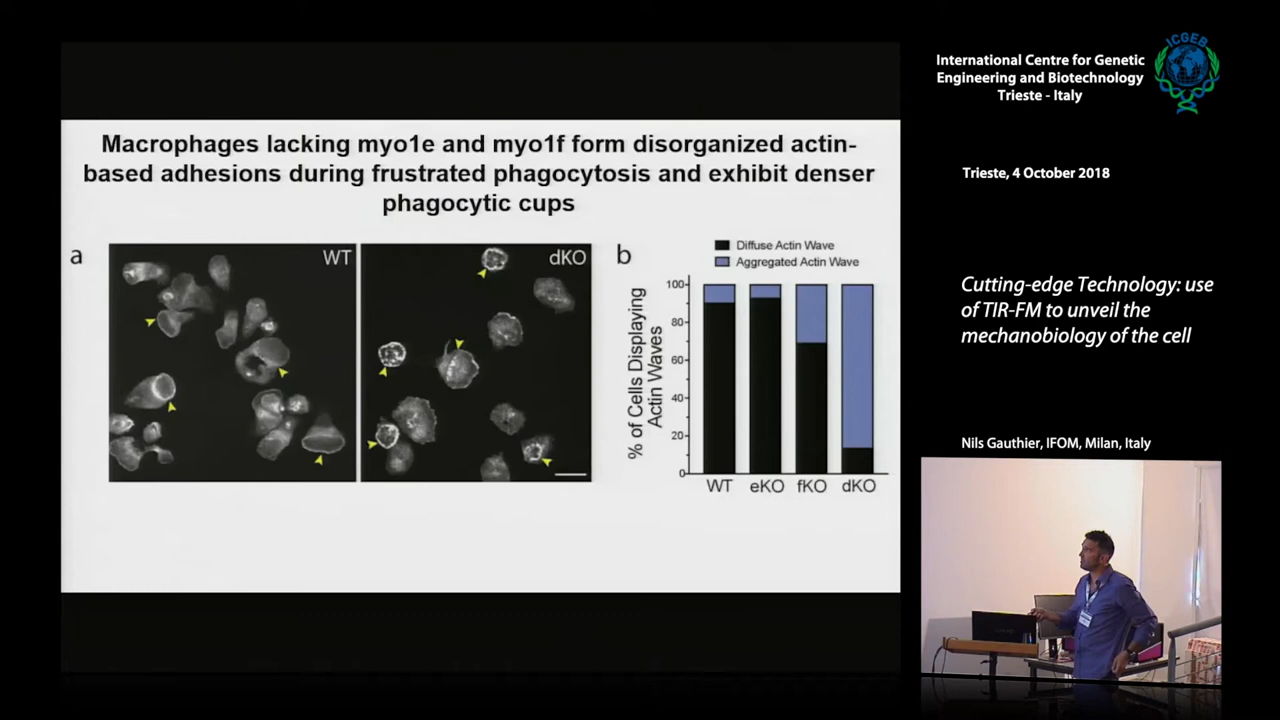 Macrophages lacking myo1e and myo1f form disorganized actin-
based adhesions during frustrated phagocytosis and exhibit denser
phagocytic cups
a
WT
dKO
b
Diffuse Actin Wave
Aggregated Actin Wave
% of Cells Displaying
Actin Waves
100
80
60
40
20
0
WT eKO fKO dKO
International Centre for Genetic
Engineering and Biotechnology
Trieste - Italy
ICGEB
Trieste, 4 October 2018
Cutting-edge Technology: use
of TIR-FM to unveil the
mechanobiology of the cell
Nils Gauthier, IFOM, Milan, Italy